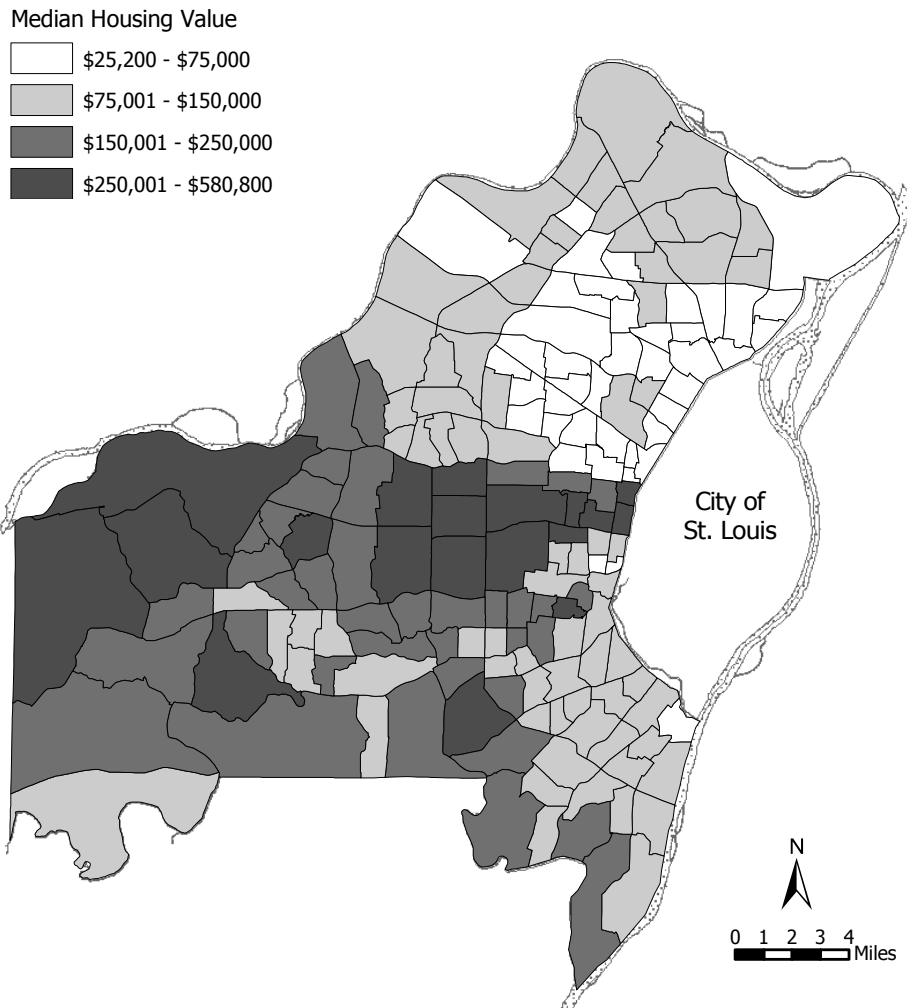 Median Housing Value
$25,200 - $75,000
$75,001 - $150,000
$150,001 - $250,000
$250,001 - $580,800
City of
St. Louis
N
0 1 2 3 4
Miles